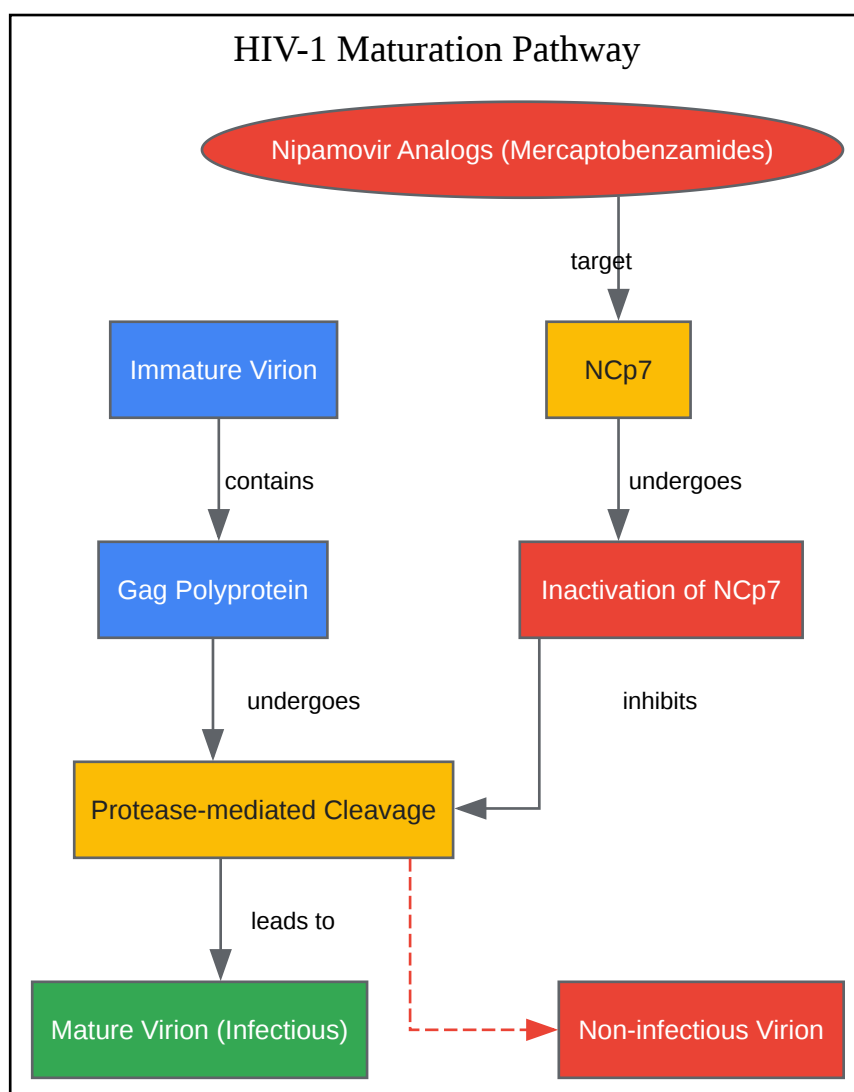 HIV-1 Maturation Pathway
Nipamovir Analogs (Mercaptobenzamides)
target
Immature Virion
NCp7
contains
undergoes
Gag Polyprotein
Inactivation of NCp7
undergoes
inhibits
Protease-mediated Cleavage
leads to
Mature Virion (Infectious)
Non-infectious Virion